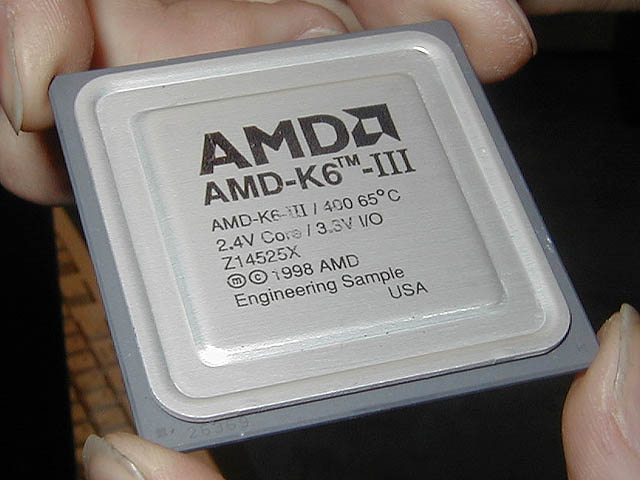 AMD
AMD-K6™-III
AMD-K6-III / 400 65°C
2.4V Core / 3.3V I/O
Z14525X
ⓜ © 1998 AMD
Engineering Sample
USA